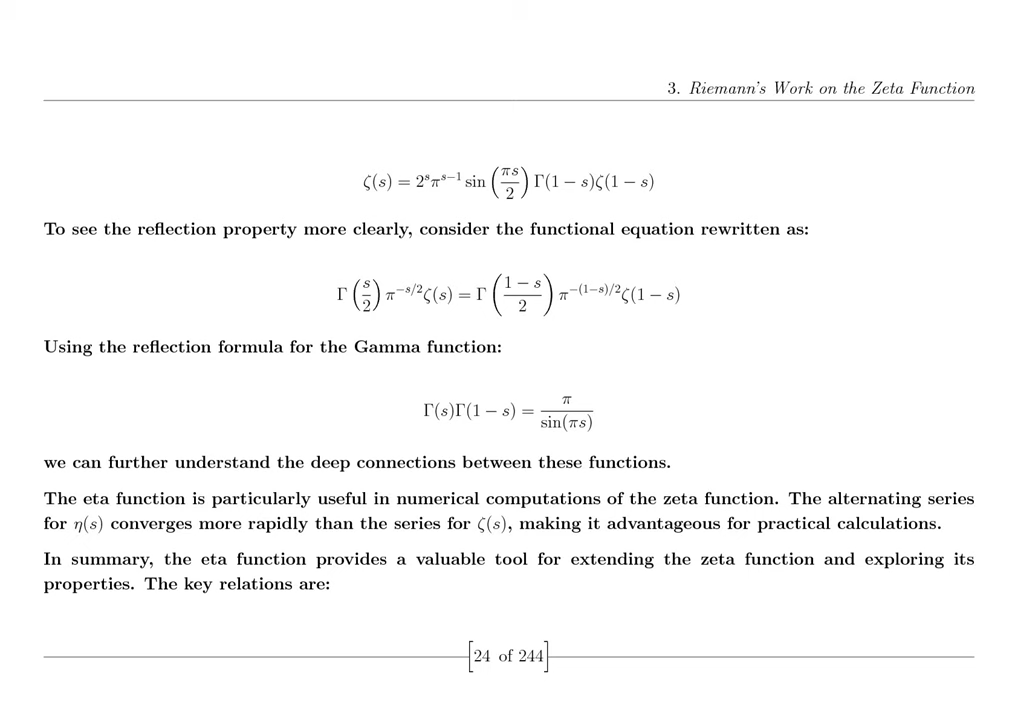 3. Riemann's Work on the Zeta Function
ζ(s) = 2^s π^{s−1} sin (πs/2) Γ(1 − s)ζ(1 − s)
To see the reflection property more clearly, consider the functional equation rewritten as:
Γ (s/2) π^{−s/2} ζ(s) = Γ ((1 − s)/2) π^{−(1−s)/2} ζ(1 − s)
Using the reflection formula for the Gamma function:
Γ(s)Γ(1 − s) = π/sin(πs)
we can further understand the deep connections between these functions.
The eta function is particularly useful in numerical computations of the zeta function. The alternating series
for η(s) converges more rapidly than the series for ζ(s), making it advantageous for practical calculations.
In summary, the eta function provides a valuable tool for extending the zeta function and exploring its
properties. The key relations are:
[24 of 244]